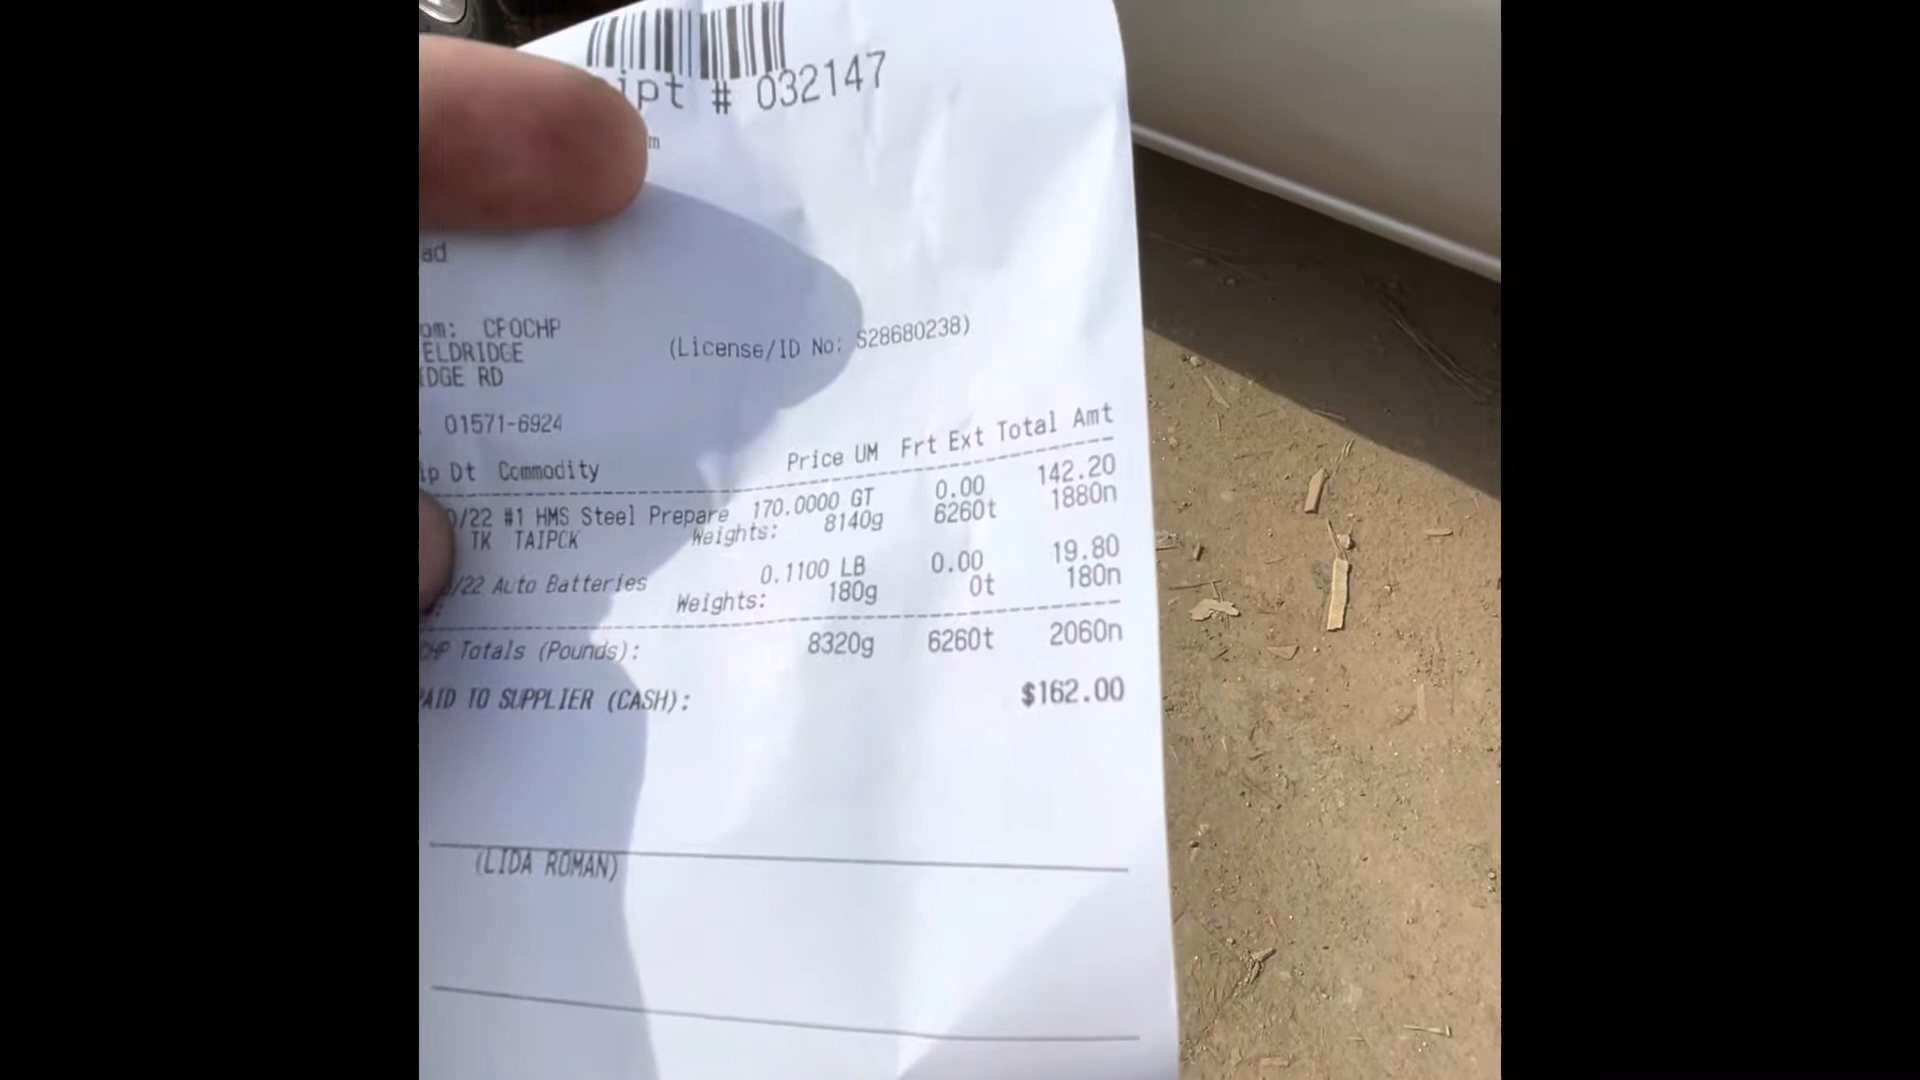 ipt # 032147
m
ad
om: CFOCHP
ELDRIDGE (License/ID No: S28680238)
IDGE RD
01571-6924
ip Dt Commodity Price UM Frt Ext Total Amt
0/22 #1 HMS Steel Prepare 170.0000 GT 0.00 142.20
TK TAIPCK Weights: 8140g 6260t 1880n
/22 Auto Batteries 0.1100 LB 0.00 19.80
Weights: 180g 0t 180n
CHP Totals (Pounds): 8320g 6260t 2060n
PAID TO SUPPLIER (CASH): $162.00
(LIDA ROMAN)